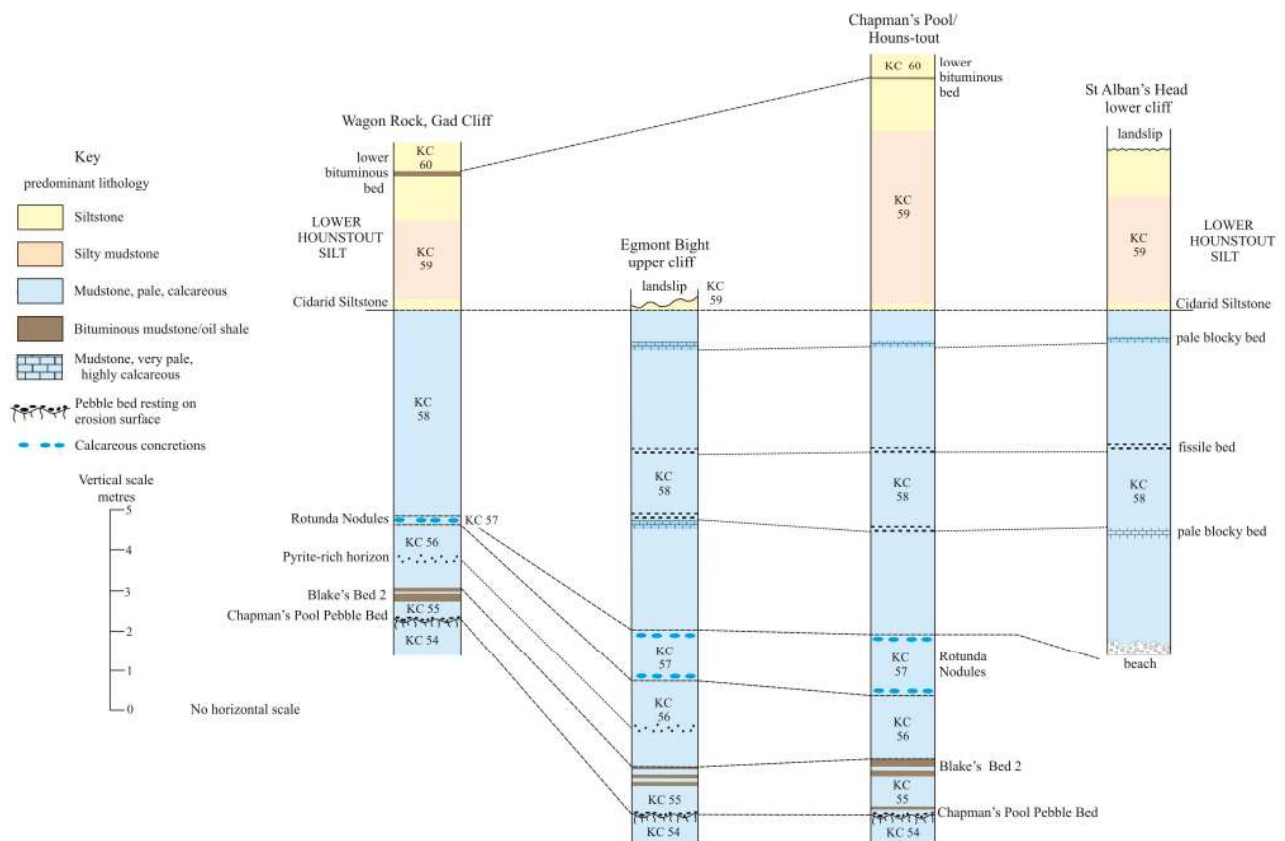 Chapman's Pool/
Houns-tout
KC 60
lower
bituminous
bed
St Alban's Head
lower cliff
landslip
Wagon Rock, Gad Cliff
Key
predominant lithology
Siltstone
Silty mudstone
Mudstone, pale, calcareous
Bituminous mudstone/oil shale
Mudstone, very pale,
highly calcareous
Pebble bed resting on
erosion surface
Calcareous concretions
Vertical scale
metres
5
4
3
2
1
0
No horizontal scale
lower
bituminous
bed
KC
60
LOWER
HOUNSTOUT
SILT
KC
59
Cidarid Siltstone
KC
58
Rotunda Nodules
KC 57
KC 56
Pyrite-rich horizon
Blake's Bed 2
KC 55
Chapman's Pool Pebble Bed
KC 54
Egmont Bight
upper cliff
landslip
KC
59
KC
58
KC
57
KC
56
KC 55
KC 54
KC
59
KC
58
KC
57
Rotunda
Nodules
KC
56
Blake's Bed 2
KC
55
Chapman's Pool Pebble Bed
KC 54
KC
59
LOWER
HOUNSTOUT
SILT
Cidarid Siltstone
pale blocky bed
fissile bed
KC
58
pale blocky bed
beach